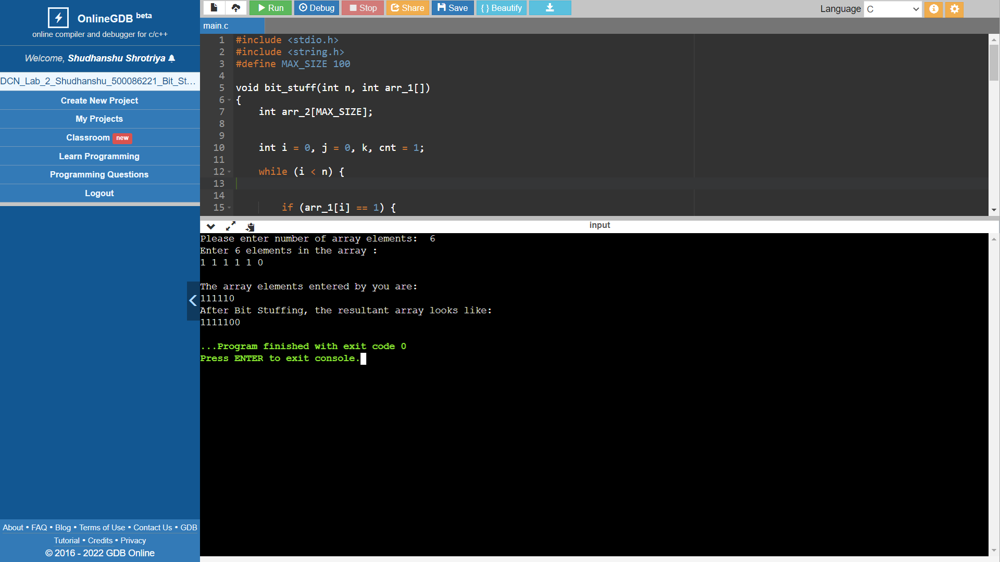 OnlineGDB beta
online compiler and debugger for c/c++
Welcome, Shudhanshu Shrotriya
DCN_Lab_2_Shudhanshu_500086221_Bit_St...
Create New Project
My Projects
Classroom new
Learn Programming
Programming Questions
Logout
About • FAQ • Blog • Terms of Use • Contact Us • GDB
Tutorial • Credits • Privacy
© 2016 - 2022 GDB Online
Run Debug Stop Share Save { } Beautify
Language C
main.c
1 #include <stdio.h>
2 #include <string.h>
3 #define MAX_SIZE 100
4
5 void bit_stuff(int n, int arr_1[])
6 {
7     int arr_2[MAX_SIZE];
8
9
10     int i = 0, j = 0, k, cnt = 1;
11
12     while (i < n) {
13
14
15         if (arr_1[i] == 1) {
input
Please enter number of array elements:  6
Enter 6 elements in the array :
1 1 1 1 1 0
The array elements entered by you are:
111110
After Bit Stuffing, the resultant array looks like:
1111100
...Program finished with exit code 0
Press ENTER to exit console.